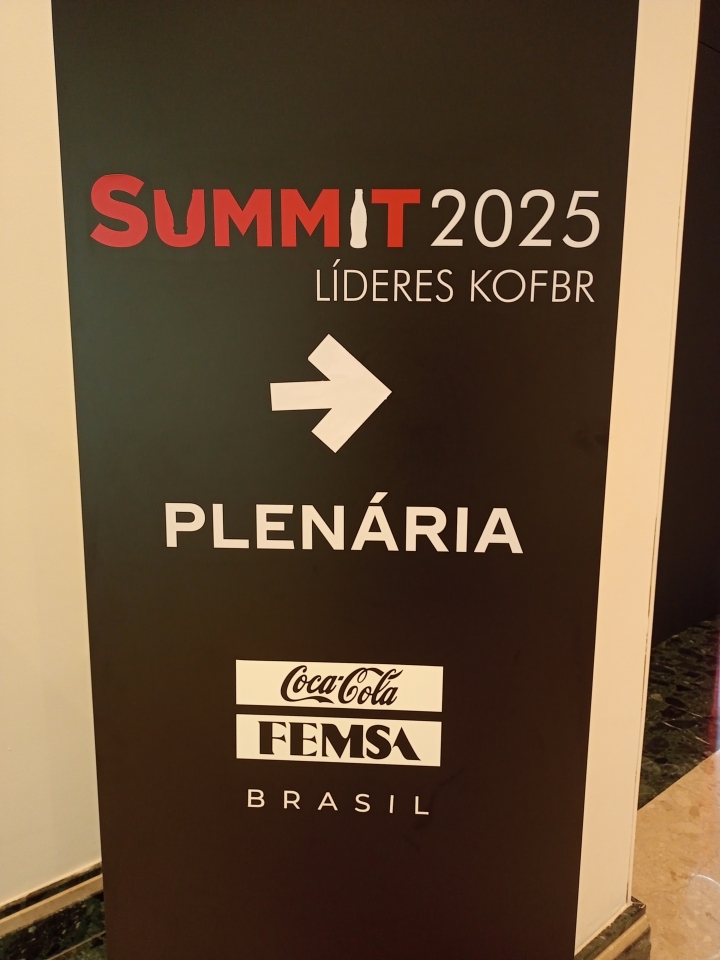 SUMMIT 2025
LÍDERES KOFBR
PLENÁRIA
Coca-Cola
FEMSA
BRASIL